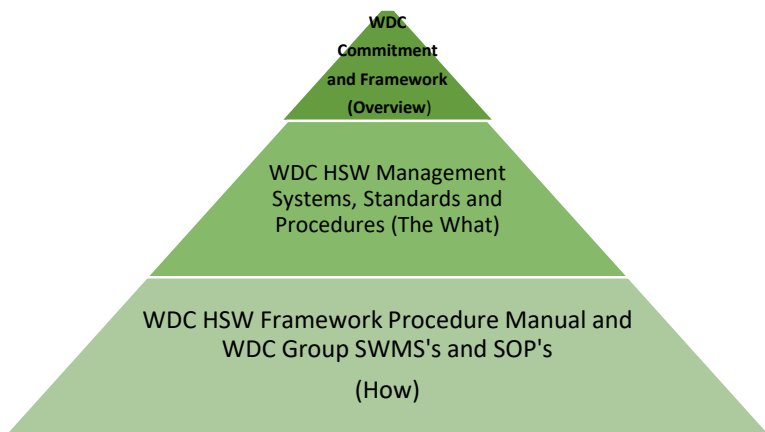 WDC
Commitment
and Framework
(Overview)
WDC HSW Management
Systems, Standards and
Procedures (The What)
WDC HSW Framework Procedure Manual and
WDC Group SWMS's and SOP's
(How)